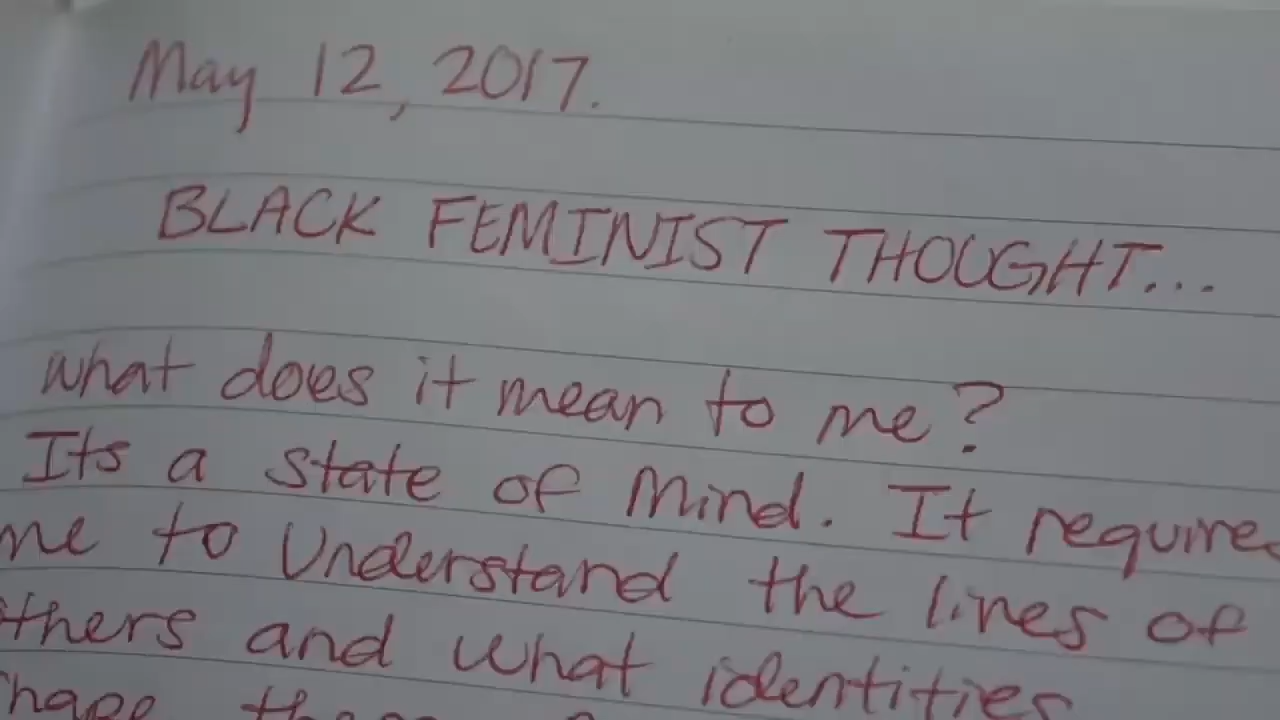 May 12, 2017.
BLACK FEMINIST THOUGHT...
what does it mean to me?
Its a state of Mind. It require
me to Understand the lines of
thers and what identities